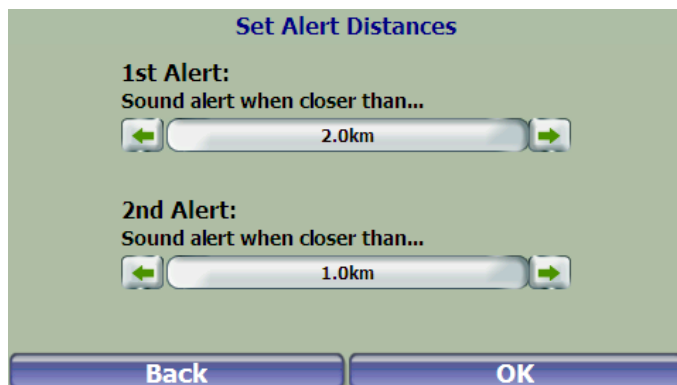 Set Alert Distances
1st Alert:
Sound alert when closer than...
2.0km
2nd Alert:
Sound alert when closer than...
1.0km
Back OK